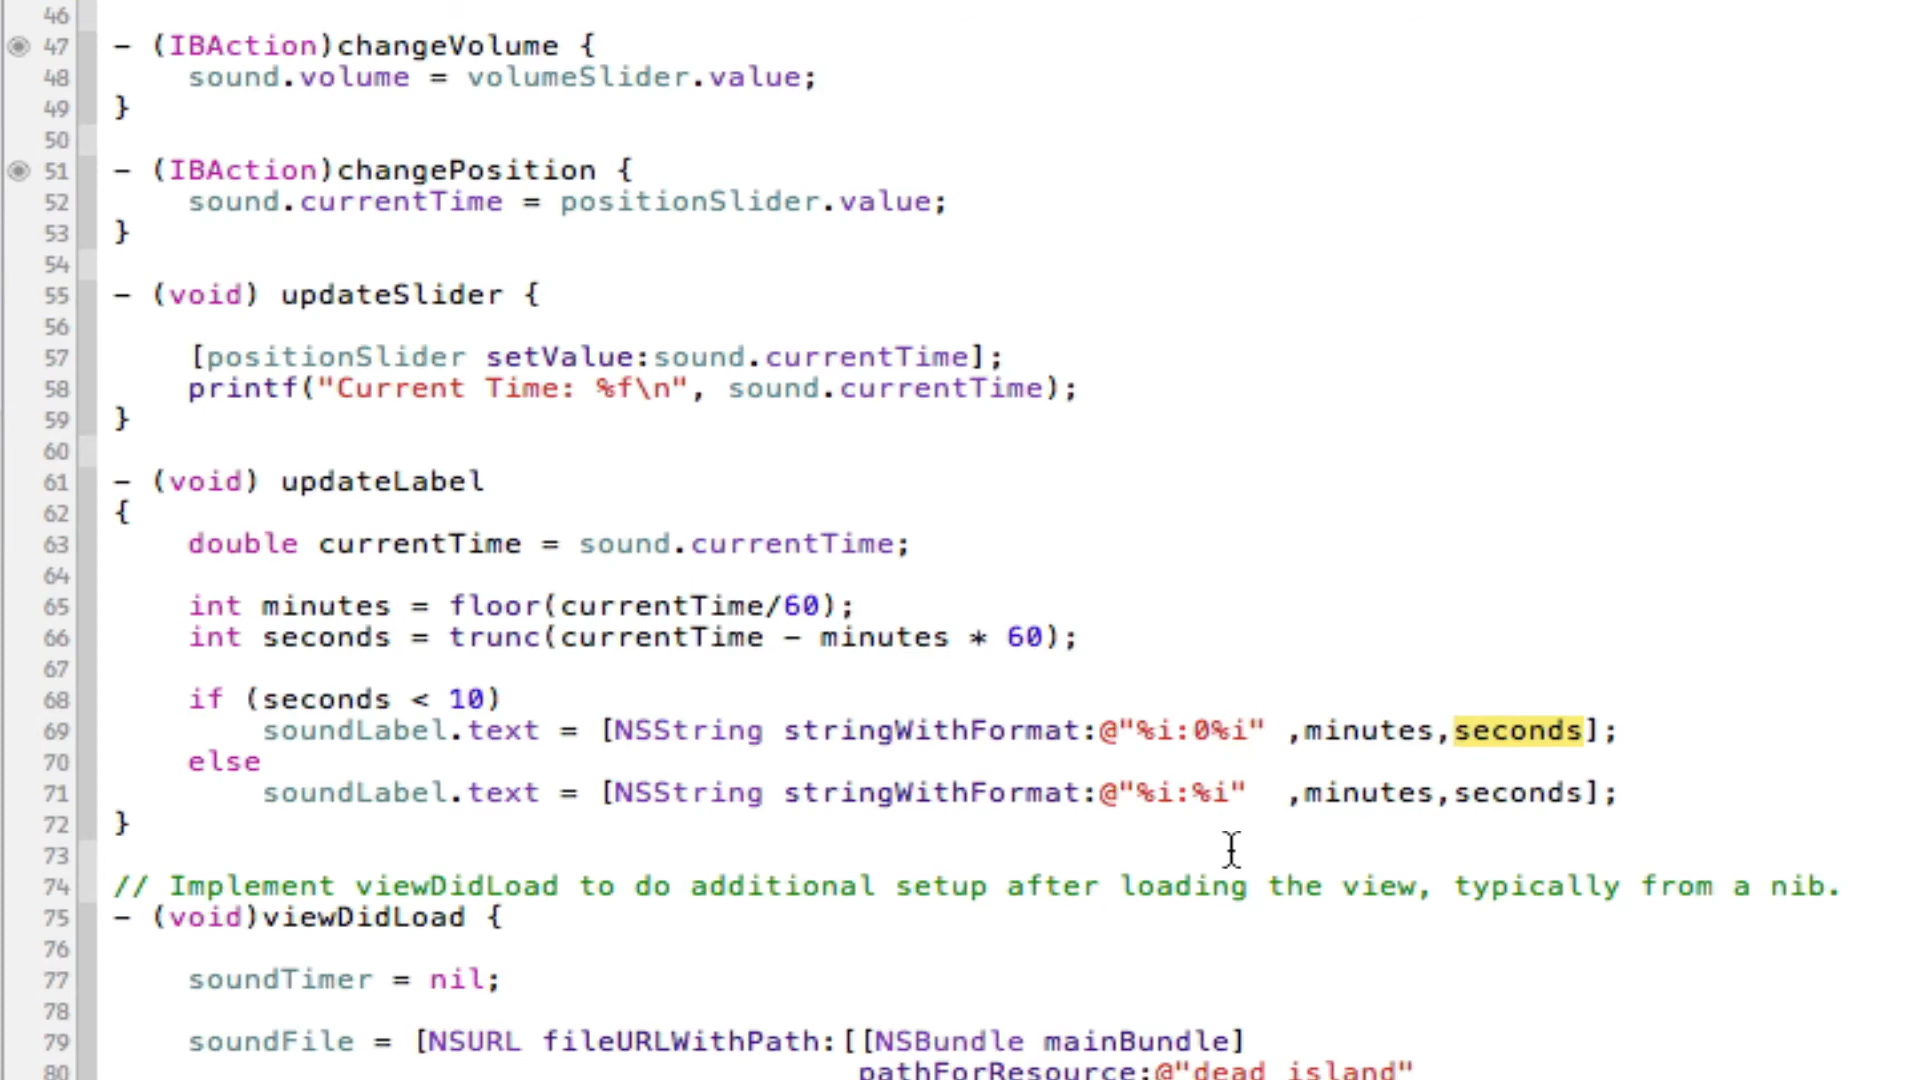 46
47 - (IBAction)changeVolume {
48 sound.volume = volumeSlider.value;
49 }
50
51 - (IBAction)changePosition {
52 sound.currentTime = positionSlider.value;
53 }
54
55 - (void) updateSlider {
56
57 [positionSlider setValue:sound.currentTime];
58 printf("Current Time: %f\n", sound.currentTime);
59 }
60
61 - (void) updateLabel
62 {
63 double currentTime = sound.currentTime;
64
65 int minutes = floor(currentTime/60);
66 int seconds = trunc(currentTime - minutes * 60);
67
68 if (seconds < 10)
69 soundLabel.text = [NSString stringWithFormat:@"%i:0%i" ,minutes,seconds];
70 else
71 soundLabel.text = [NSString stringWithFormat:@"%i:%i" ,minutes,seconds];
72 }
73
74 // Implement viewDidLoad to do additional setup after loading the view, typically from a nib.
75 - (void)viewDidLoad {
76
77 soundTimer = nil;
78
79 soundFile = [NSURL fileURLWithPath:[[NSBundle mainBundle]
80 pathForResource:@"dead island"